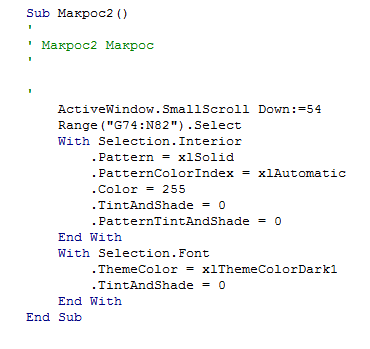 Sub Макрос2()
'
' Макрос2 Макрос
'

'
    ActiveWindow.SmallScroll Down:=54
    Range("G74:N82").Select
    With Selection.Interior
        .Pattern = xlSolid
        .PatternColorIndex = xlAutomatic
        .Color = 255
        .TintAndShade = 0
        .PatternTintAndShade = 0
    End With
    With Selection.Font
        .ThemeColor = xlThemeColorDark1
        .TintAndShade = 0
    End With
End Sub